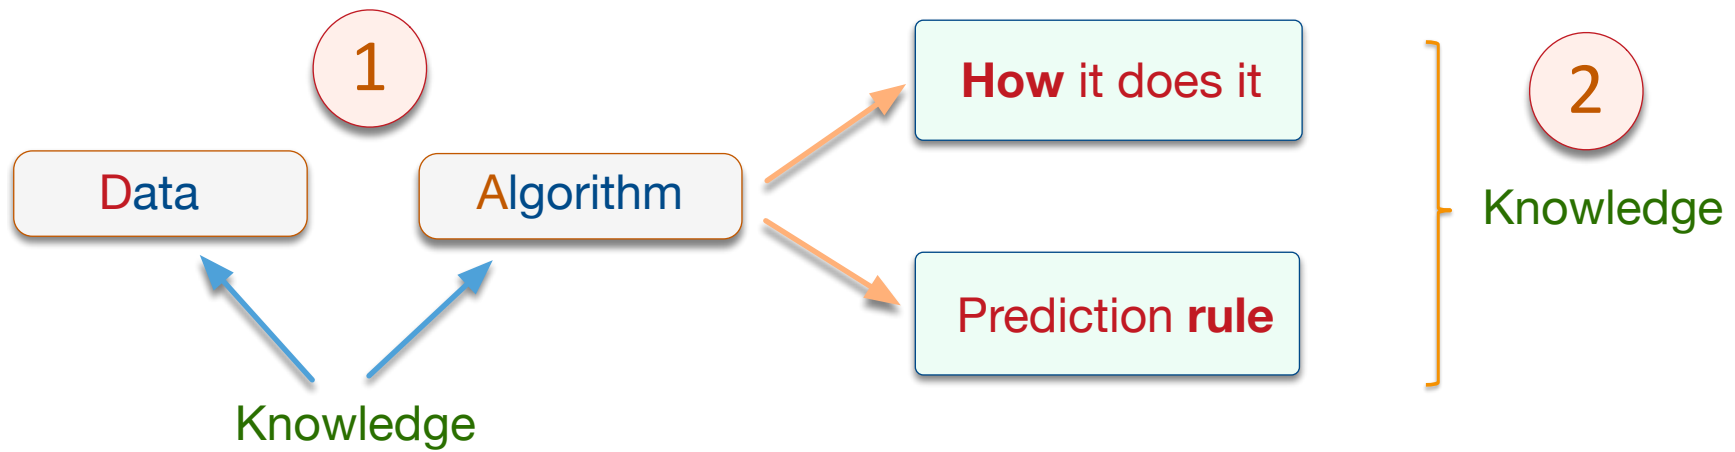 1
Data
Algorithm
Knowledge
How it does it
Prediction rule
2
Knowledge